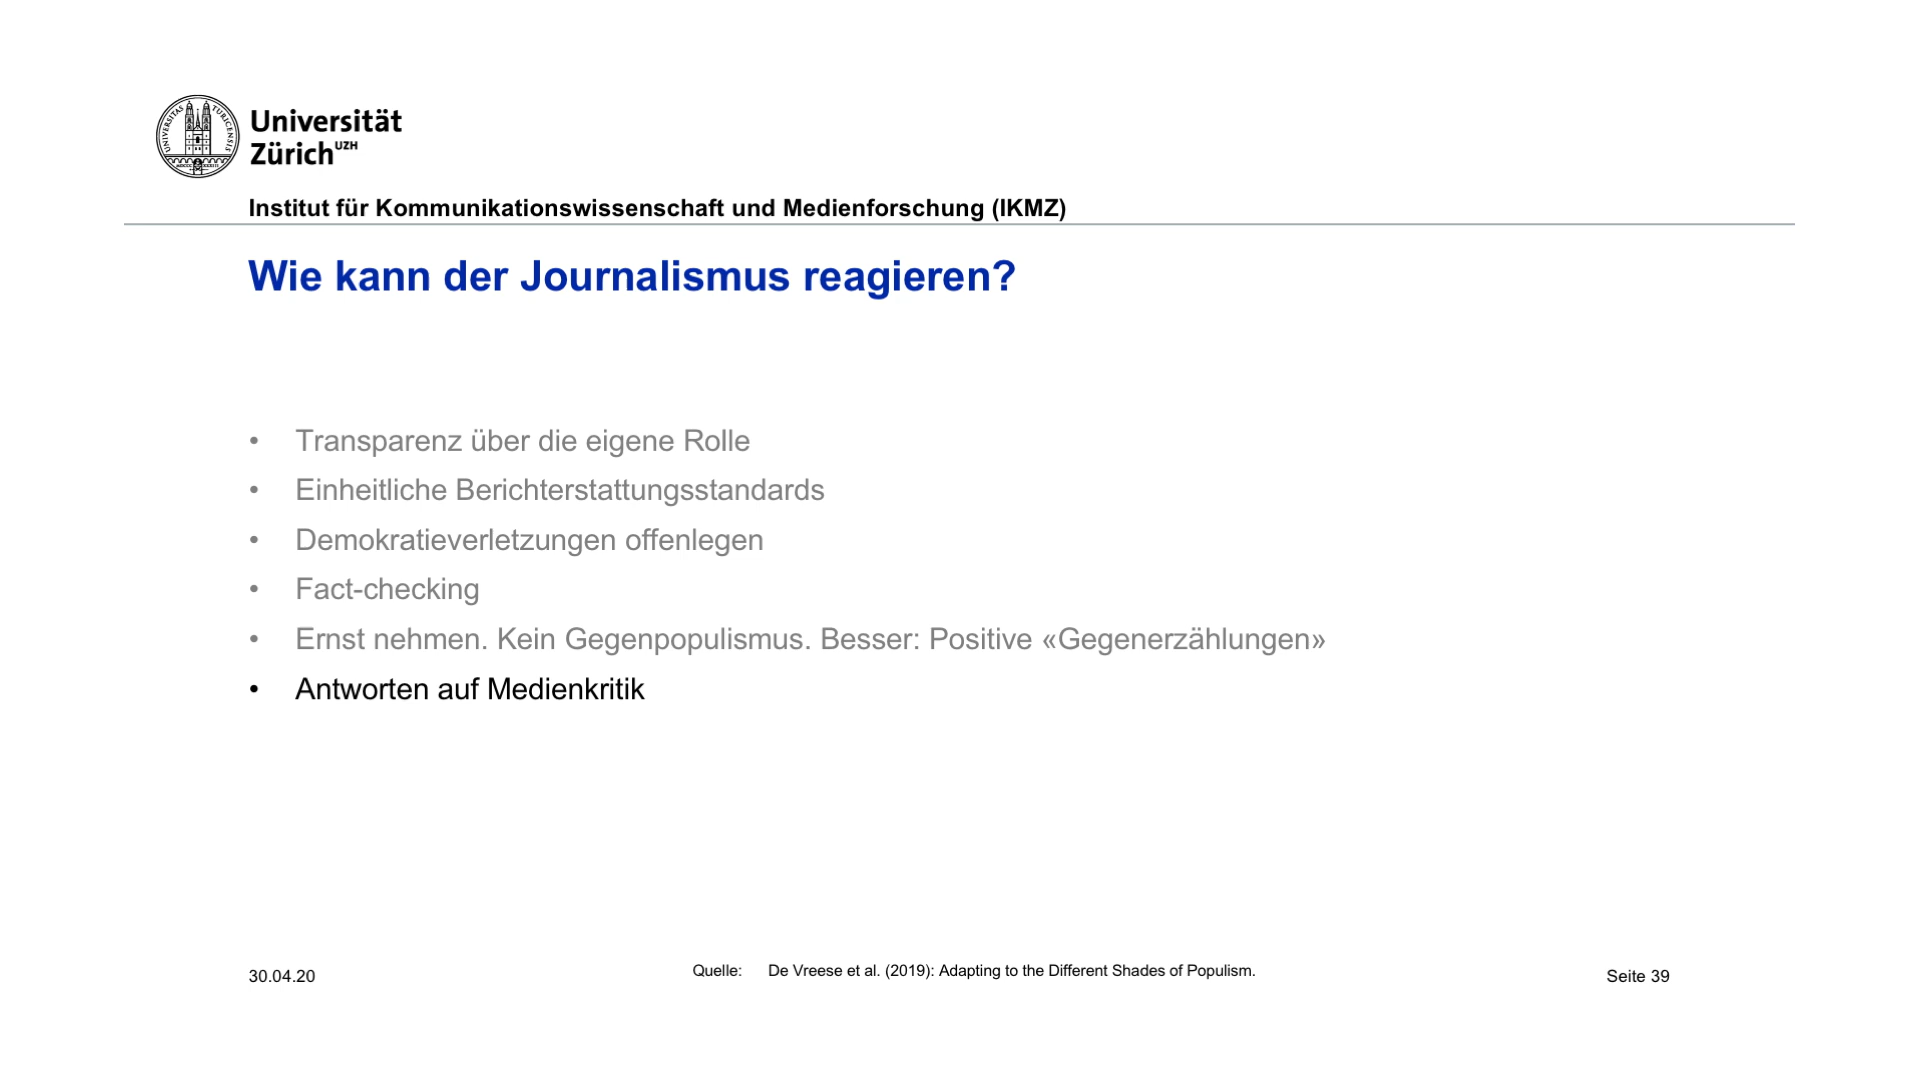 UNIVERSITAS TURICENSIS
Universität
Zürich UZH
Institut für Kommunikationswissenschaft und Medienforschung (IKMZ)
Wie kann der Journalismus reagieren?
• Transparenz über die eigene Rolle
• Einheitliche Berichterstattungsstandards
• Demokratieverletzungen offenlegen
• Fact-checking
• Ernst nehmen. Kein Gegenpopulismus. Besser: Positive «Gegenerzählungen»
• Antworten auf Medienkritik
30.04.20
Quelle: De Vreese et al. (2019): Adapting to the Different Shades of Populism.
Seite 39